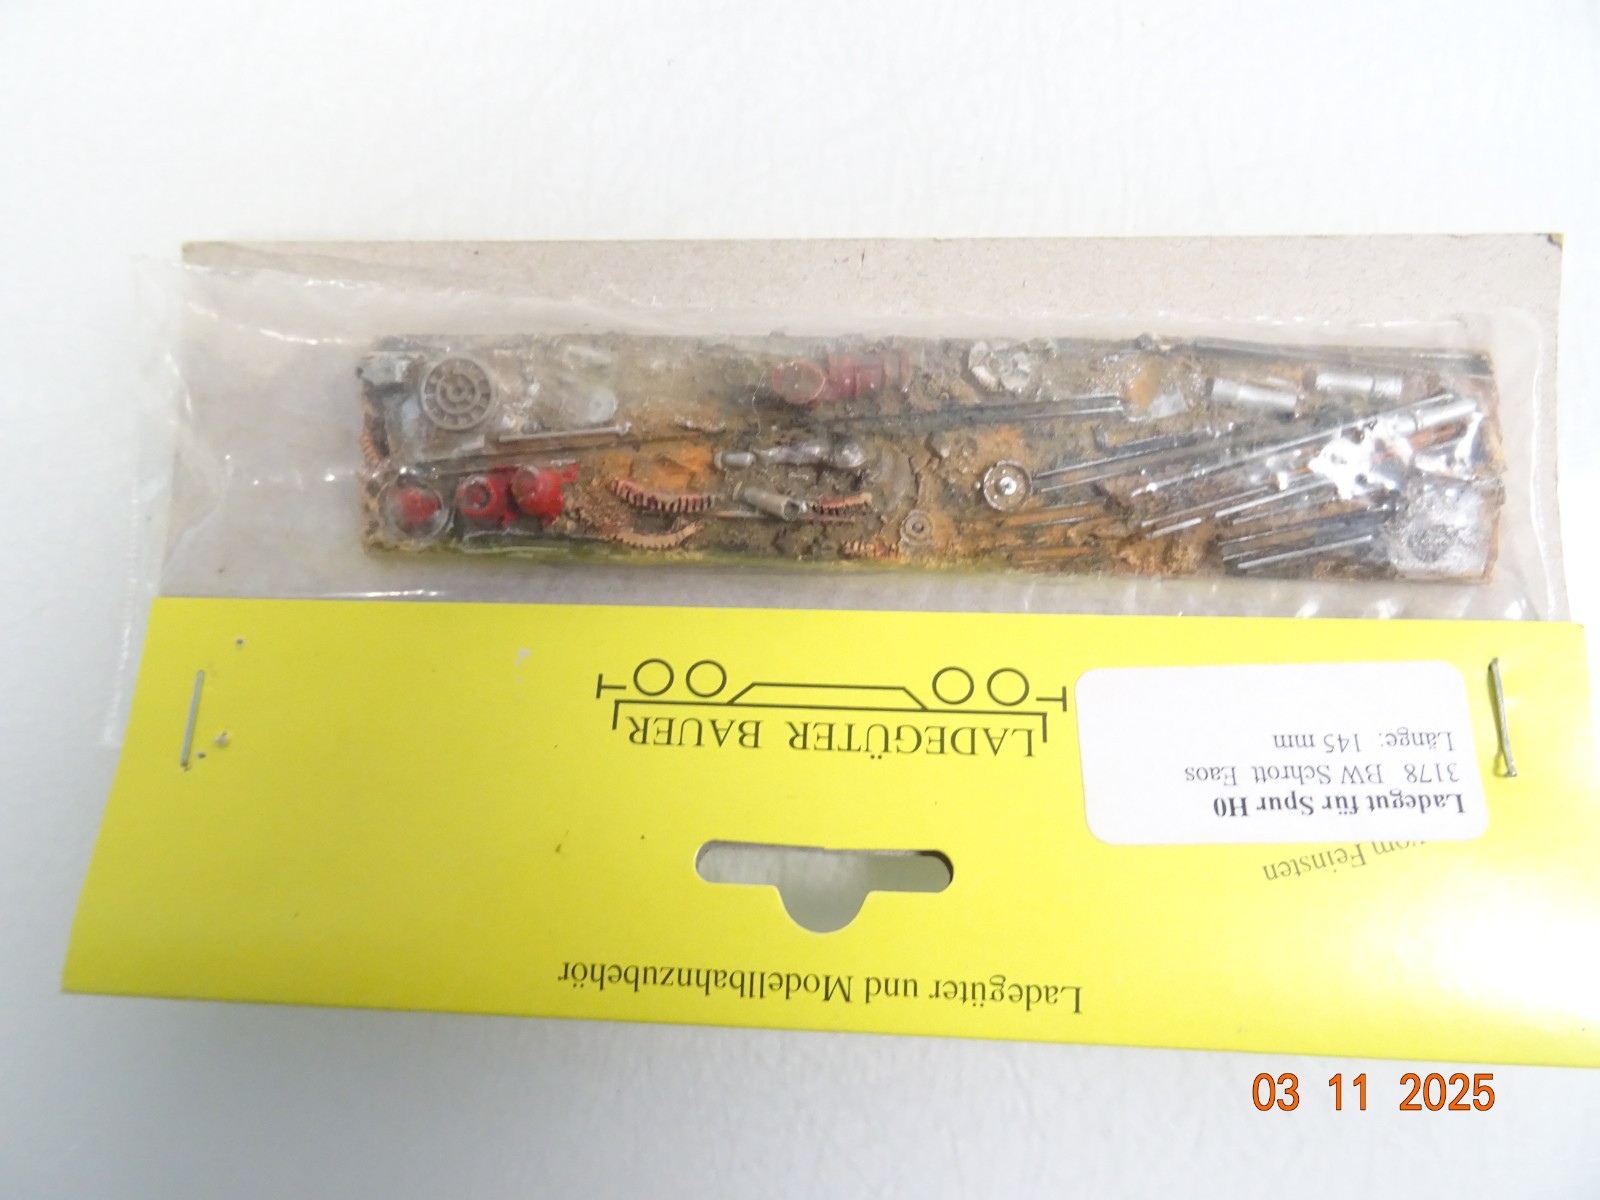 Ladegüter und Modellbahnzubehör
vom Feinsten
Ladegut für Spur H0
3178 BW Schrott Eaos
Länge: 145 mm
LADEGÜTER BAUER
03 11 2025